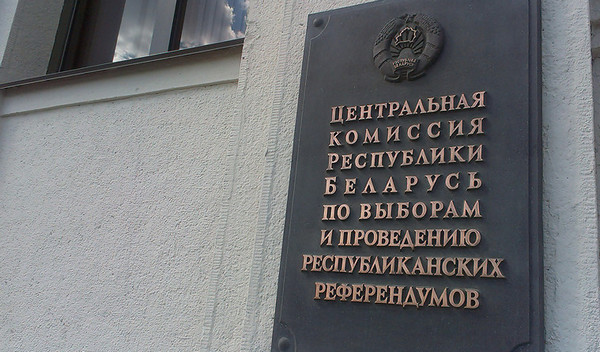 ЦЕНТРАЛЬНАЯ
КОМИССИЯ
РЕСПУБЛИКИ
БЕЛАРУСЬ
ПО ВЫБОРАМ
И ПРОВЕДЕНИЮ
РЕСПУБЛИКАНСКИХ
РЕФЕРЕНДУМОВ